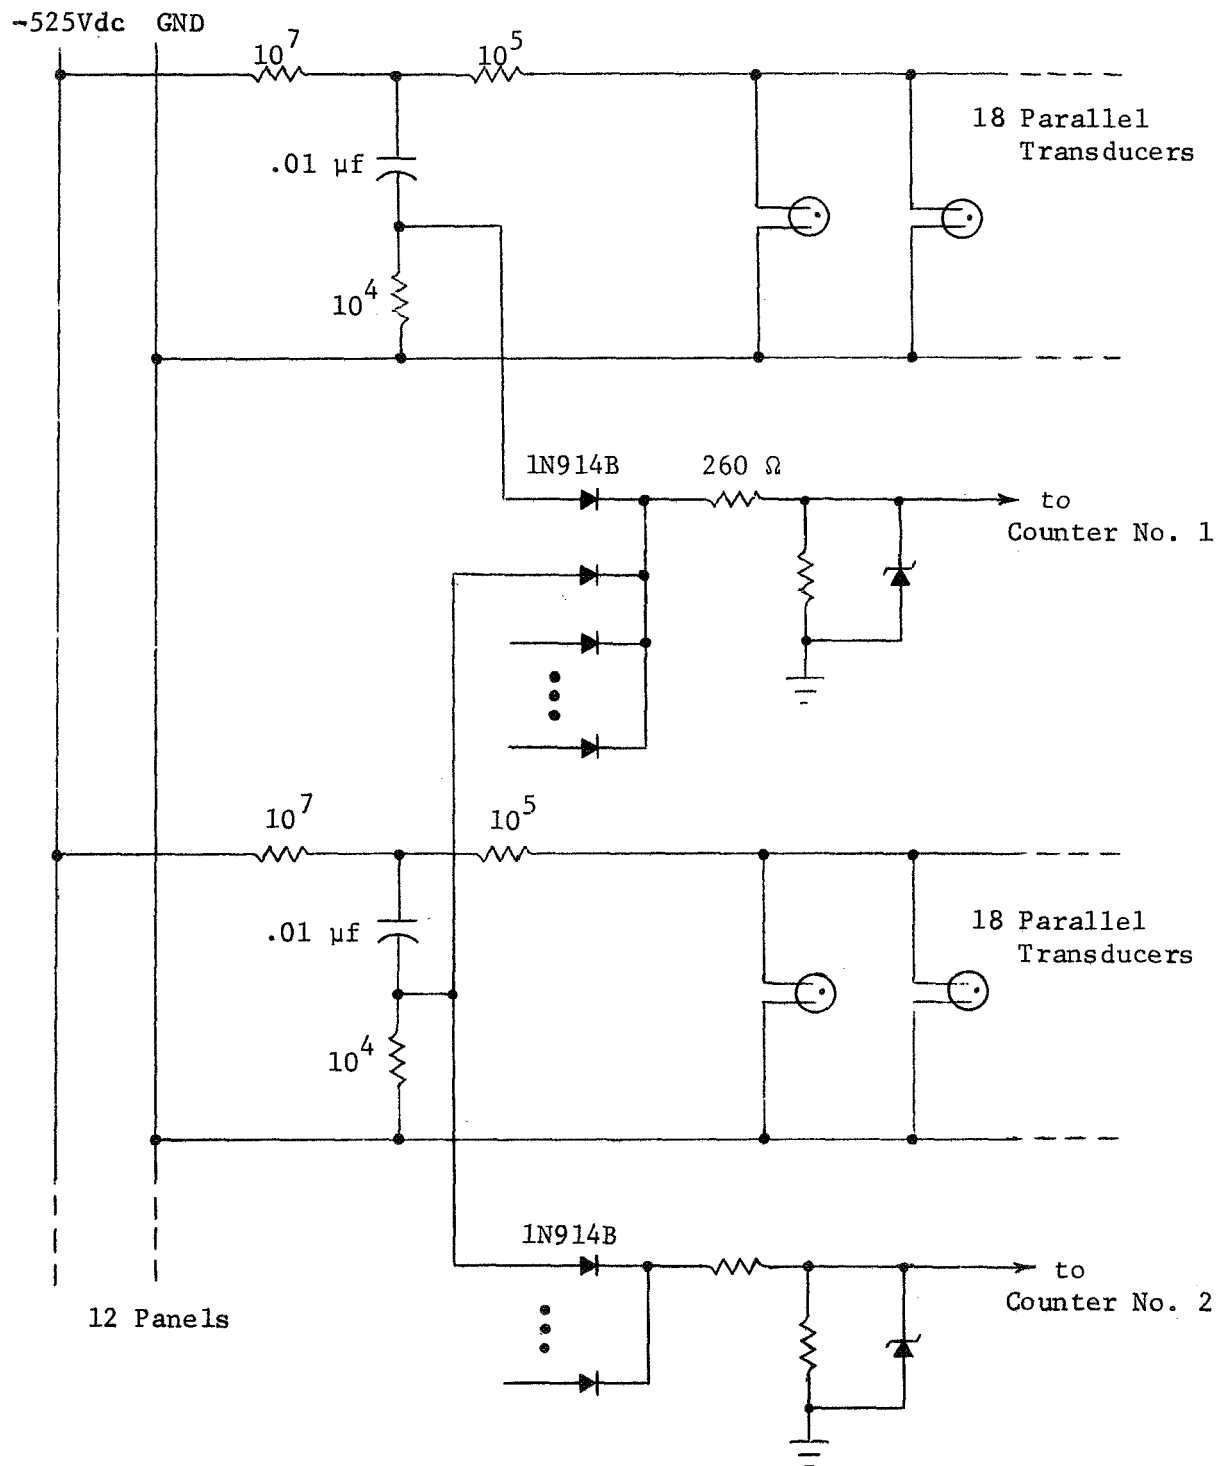 -525Vdc GND
10^7
10^5
18 Parallel
Transducers
.01 μf
10^4
1N914B
260 Ω
to
Counter No. 1
10^7
10^5
18 Parallel
Transducers
.01 μf
10^4
1N914B
to
Counter No. 2
12 Panels